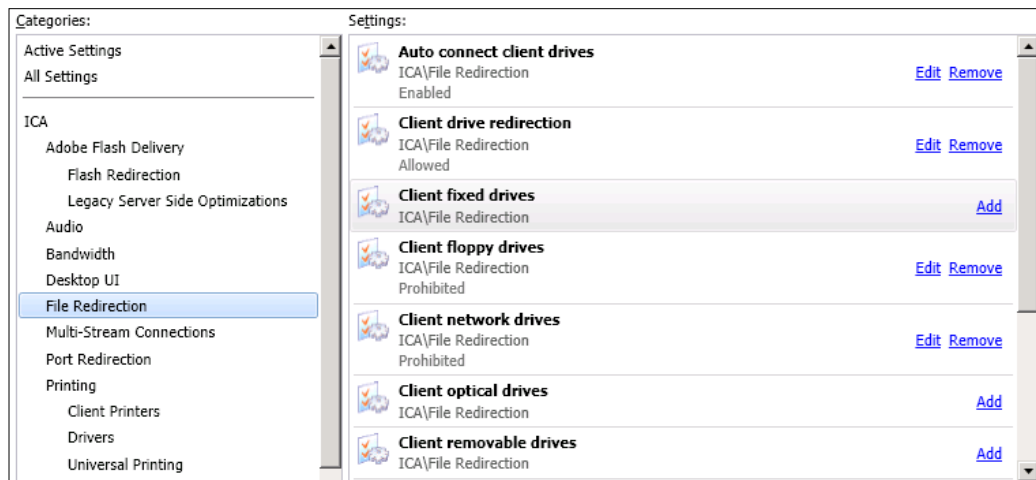 Categories:
Active Settings
All Settings
ICA
Adobe Flash Delivery
Flash Redirection
Legacy Server Side Optimizations
Audio
Bandwidth
Desktop UI
File Redirection
Multi-Stream Connections
Port Redirection
Printing
Client Printers
Drivers
Universal Printing
Settings:
Auto connect client drives
ICA\File Redirection
Edit Remove
Enabled
Client drive redirection
ICA\File Redirection
Edit Remove
Allowed
Client fixed drives
ICA\File Redirection
Add
Client floppy drives
ICA\File Redirection
Edit Remove
Prohibited
Client network drives
ICA\File Redirection
Edit Remove
Prohibited
Client optical drives
ICA\File Redirection
Add
Client removable drives
ICA\File Redirection
Add